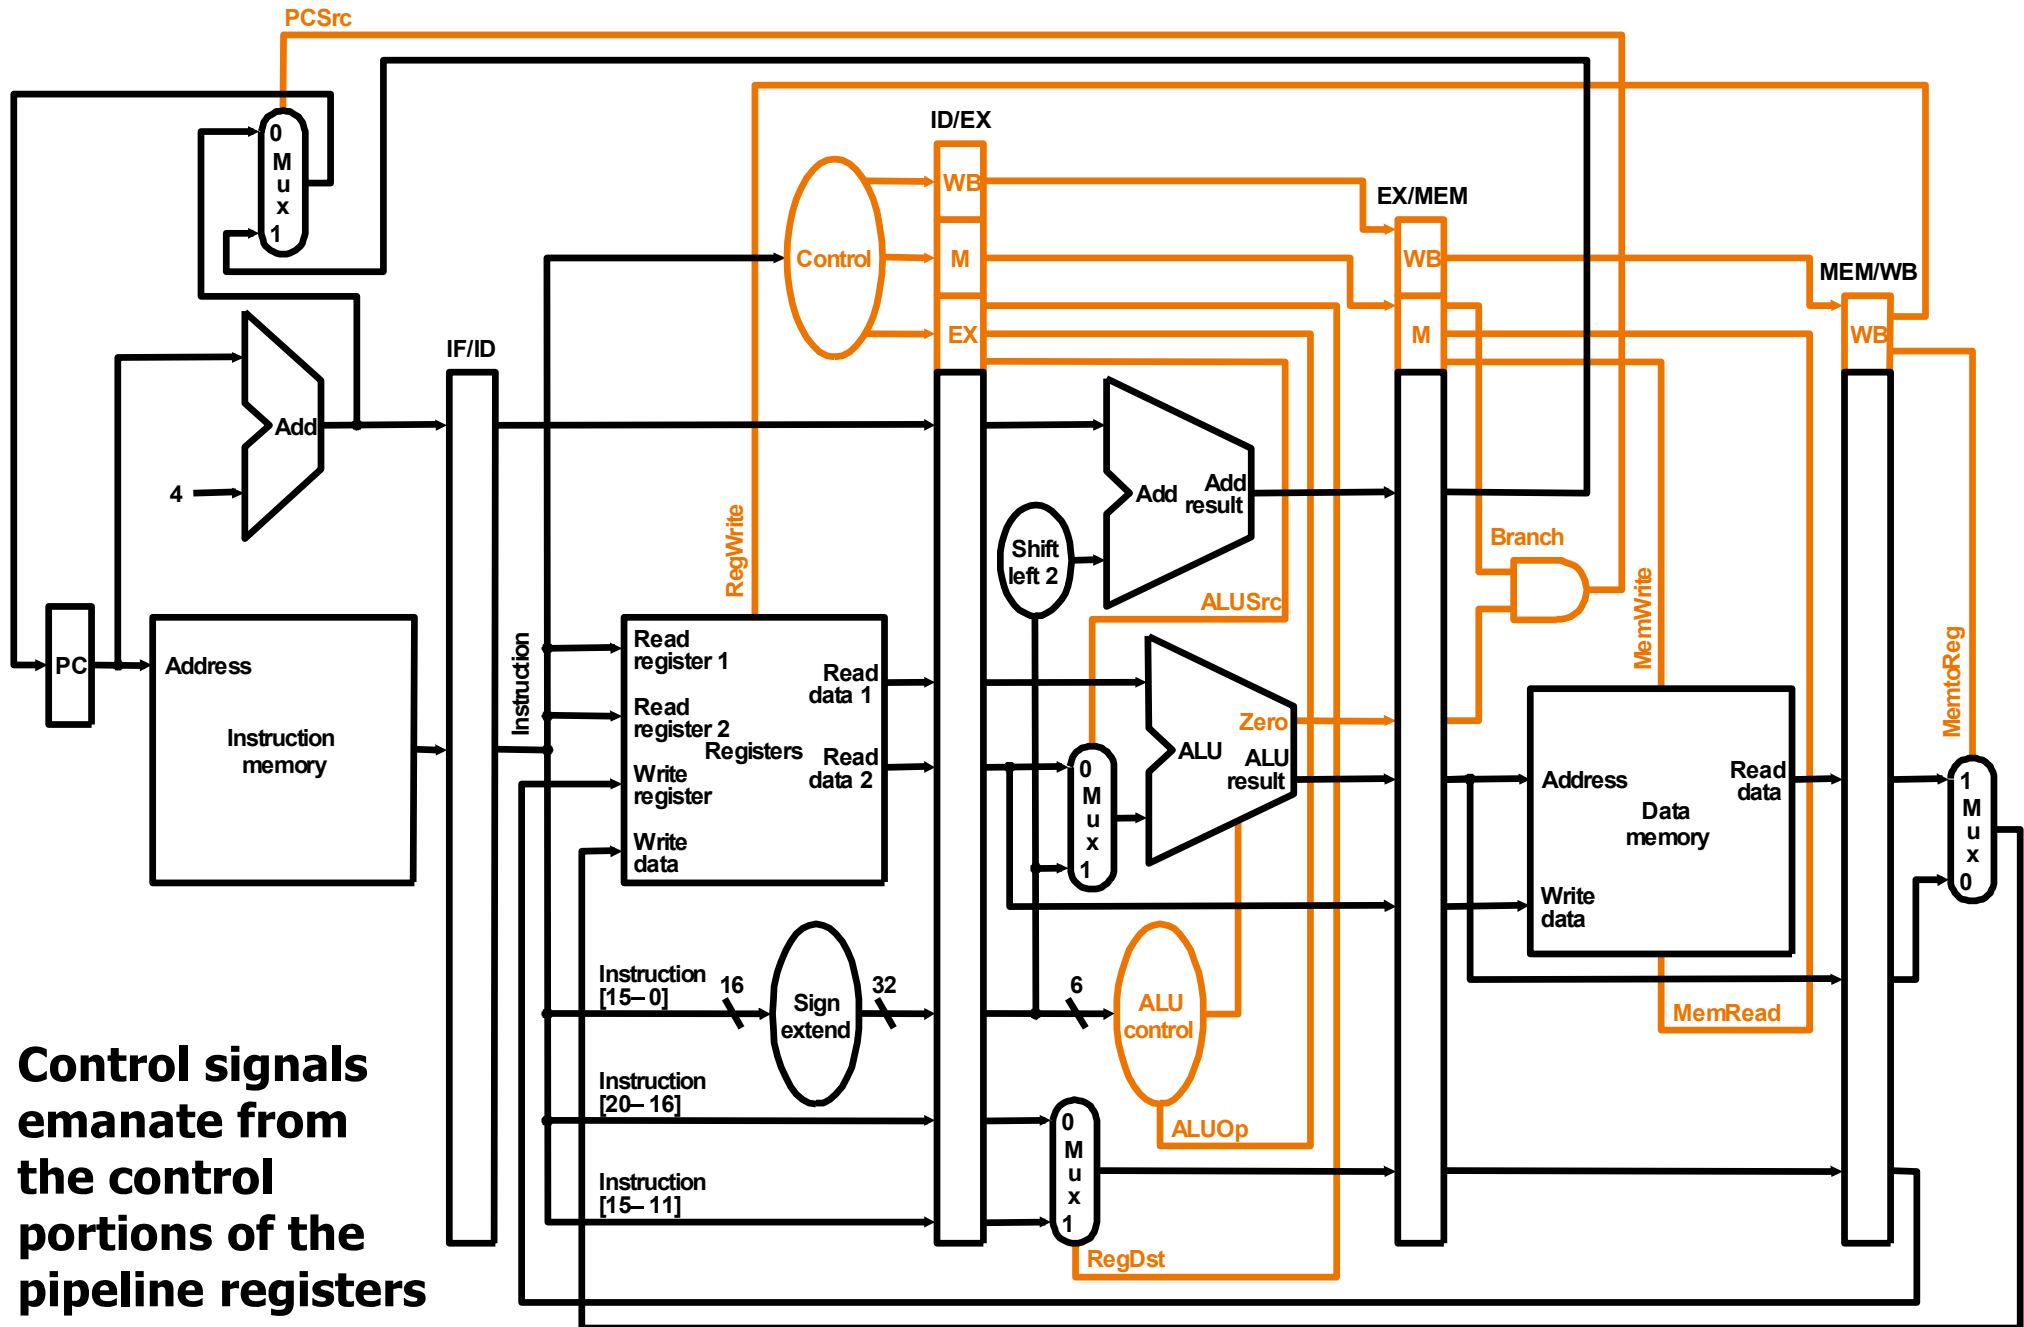 PCSrc
ID/EX
0
M
u
x
1
WB
EX/MEM
Control
M
WB
MEM/WB
EX
M
WB
IF/ID
Add
4
Add
Add
result
RegWrite
Shift
left 2
Branch
ALUSrc
MemWrite
MemtoReg
PC
Address
Instruction
memory
Instruction
Read
register 1
Read
data 1
Read
register 2
Registers
Read
data 2
Write
register
Write
data
0
M
u
x
1
Zero
ALU
ALU
result
Address
Read
data
Data
memory
Write
data
1
M
u
x
0
Instruction
[15–0]
16
Sign
extend
32
6
ALU
control
MemRead
Instruction
[20–16]
Instruction
[15–11]
0
M
u
x
1
ALUOp
RegDst
Control signals
emanate from
the control
portions of the
pipeline registers